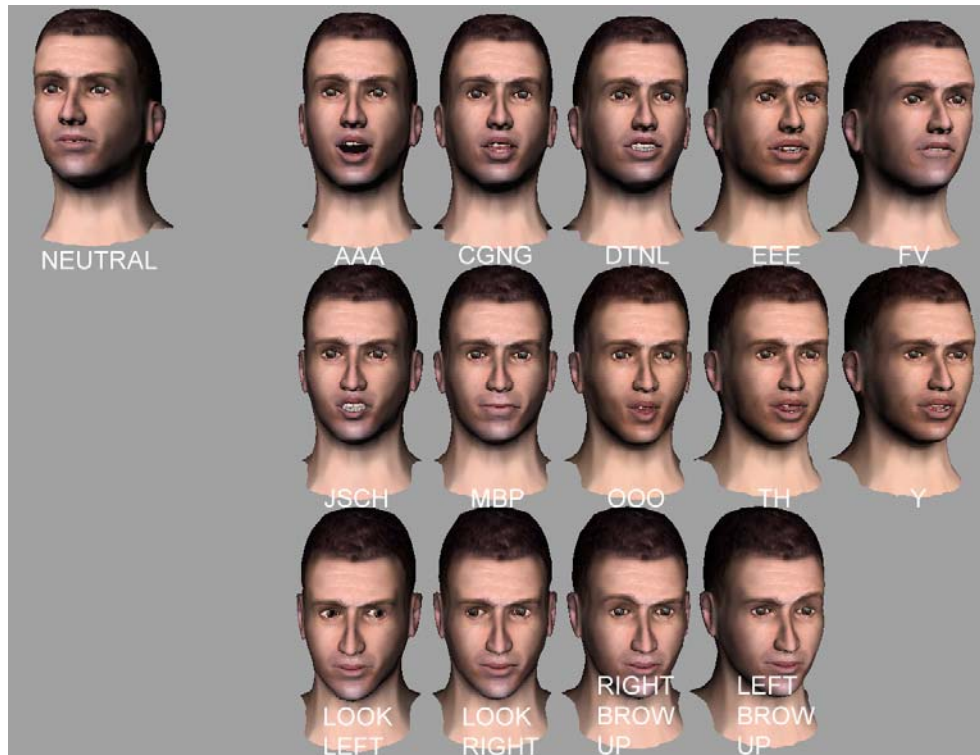 NEUTRAL
AAA
CGNG
DTNL
EEE
FV
JSCH
MBP
OOO
TH
Y
LOOK
LEFT
LOOK
RIGHT
RIGHT
BROW
UP
LEFT
BROW
UP